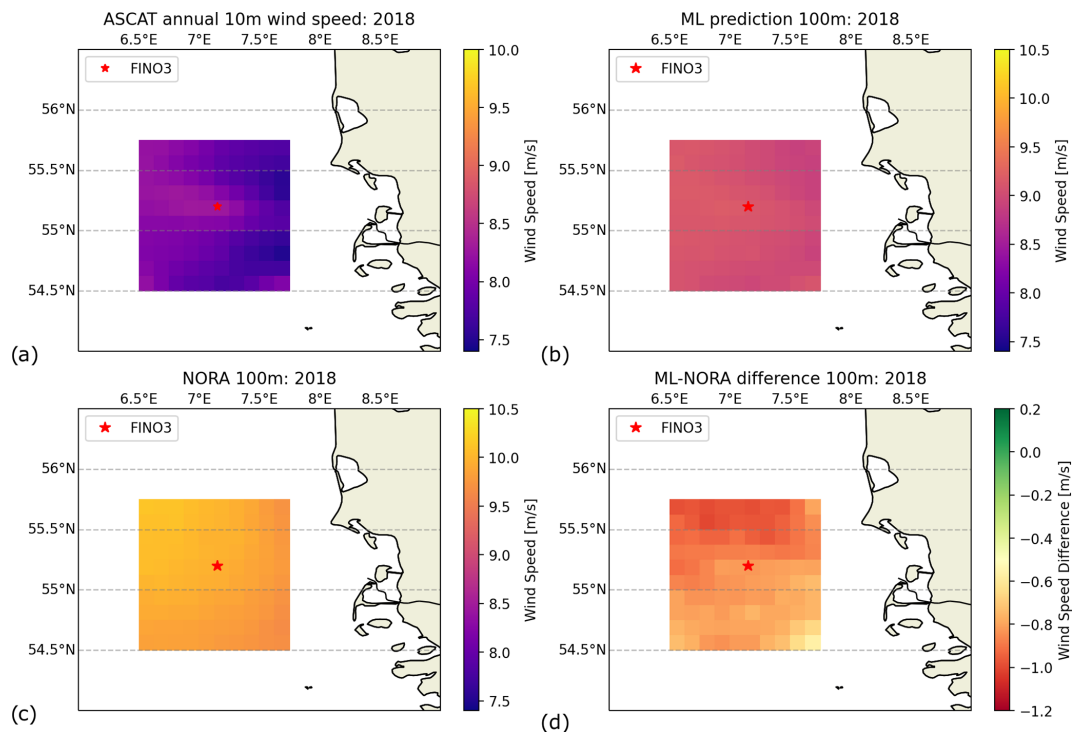 ASCAT annual 10m wind speed: 2018
6.5°E 7°E 7.5°E 8°E 8.5°E
FINO3
56°N
55.5°N
55°N
54.5°N
10.0
9.5
9.0
8.5
8.0
7.5
Wind Speed [m/s]
(a)
ML prediction 100m: 2018
6.5°E 7°E 7.5°E 8°E 8.5°E
FINO3
56°N
55.5°N
55°N
54.5°N
10.5
10.0
9.5
9.0
8.5
8.0
7.5
Wind Speed [m/s]
(b)
NORA 100m: 2018
6.5°E 7°E 7.5°E 8°E 8.5°E
FINO3
56°N
55.5°N
55°N
54.5°N
10.5
10.0
9.5
9.0
8.5
8.0
7.5
Wind Speed [m/s]
(c)
ML-NORA difference 100m: 2018
6.5°E 7°E 7.5°E 8°E 8.5°E
FINO3
56°N
55.5°N
55°N
54.5°N
0.2
0.0
−0.2
−0.4
−0.6
−0.8
−1.0
−1.2
Wind Speed Difference [m/s]
(d)